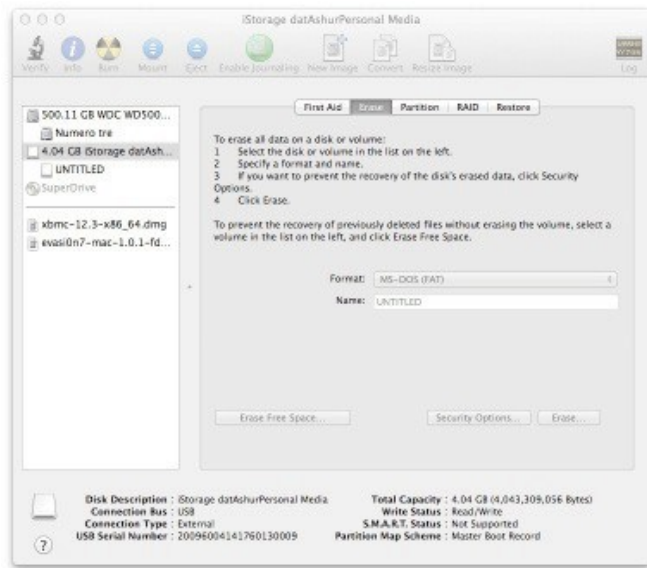 iStorage datAshurPersonal Media
Verify Info Burn Mount Eject Enable Journaling New Image Convert Resize Image Log
500.11 GB WDC WD500...
Numero tre
4.04 GB iStorage datAsh...
UNTITLED
SuperDrive
xbmc-12.3-x86_64.dmg
evasi0n7-mac-1.0.1-fd...
First Aid Erase Partition RAID Restore
To erase all data on a disk or volume:
1 Select the disk or volume in the list on the left.
2 Specify a format and name.
3 If you want to prevent the recovery of the disk's erased data, click Security
Options.
4 Click Erase.
To prevent the recovery of previously deleted files without erasing the volume, select a
volume in the list on the left, and click Erase Free Space.
Format: MS-DOS (FAT)
Name: UNTITLED
Erase Free Space... Security Options... Erase...
Disk Description : iStorage datAshurPersonal Media
Connection Bus : USB
Connection Type : External
USB Serial Number : 20096004141760130009
Total Capacity : 4.04 GB (4,043,309,056 Bytes)
Write Status : Read/Write
S.M.A.R.T. Status : Not Supported
Partition Map Scheme : Master Boot Record
?